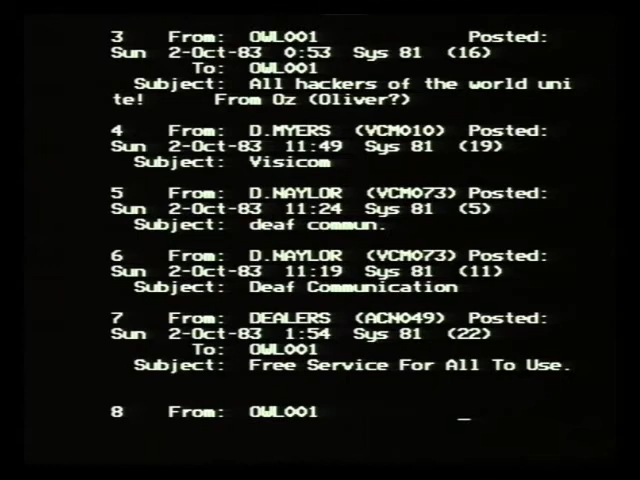 3 From: OWL001 Posted:
Sun 2-Oct-83 0:53 Sys 81 (16)
To: OWL001
Subject: All hackers of the world uni
te! From Oz (Oliver?)
4 From: D.MYERS (VCM010) Posted:
Sun 2-Oct-83 11:49 Sys 81 (19)
Subject: Visicom
5 From: D.NAYLOR (VCM073) Posted:
Sun 2-Oct-83 11:24 Sys 81 (5)
Subject: deaf commun.
6 From: D.NAYLOR (VCM073) Posted:
Sun 2-Oct-83 11:19 Sys 81 (11)
Subject: Deaf Communication
7 From: DEALERS (ACN049) Posted:
Sun 2-Oct-83 1:54 Sys 81 (22)
To: OWL001
Subject: Free Service For All To Use.
8 From: OWL001 _